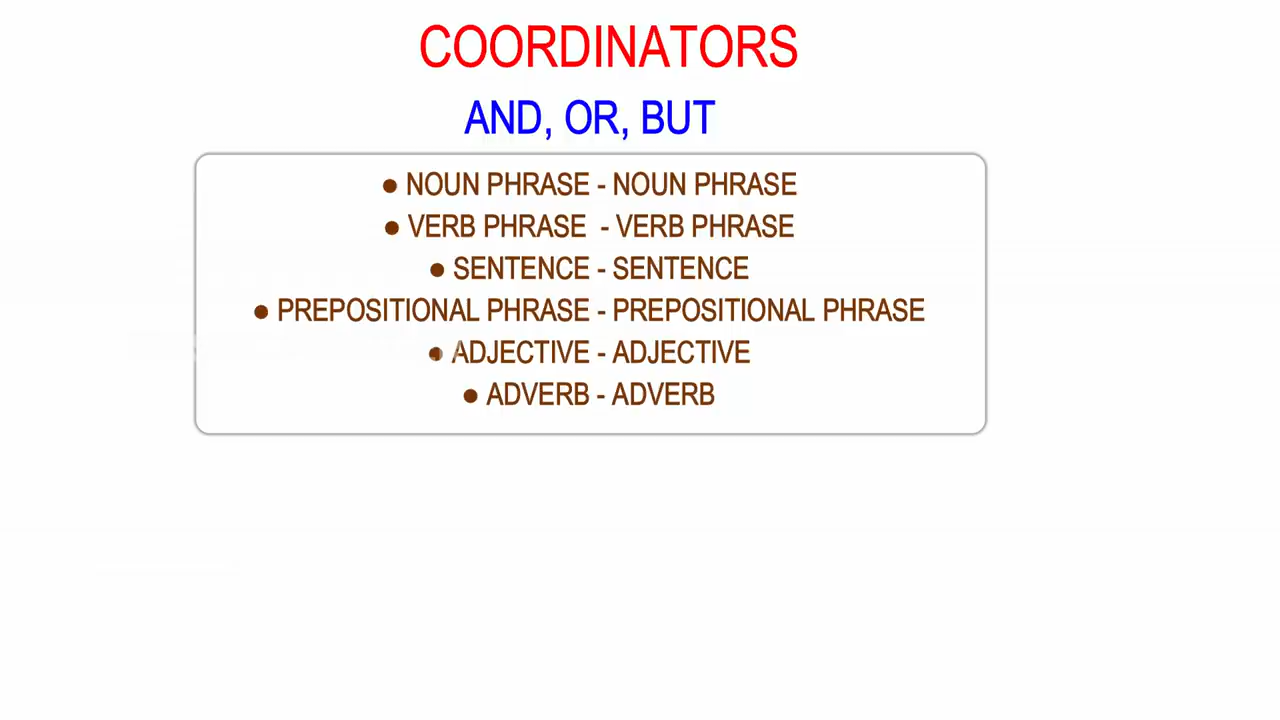 COORDINATORS
AND, OR, BUT
● NOUN PHRASE - NOUN PHRASE
● VERB PHRASE - VERB PHRASE
● SENTENCE - SENTENCE
● PREPOSITIONAL PHRASE - PREPOSITIONAL PHRASE
● ADJECTIVE - ADJECTIVE
● ADVERB - ADVERB